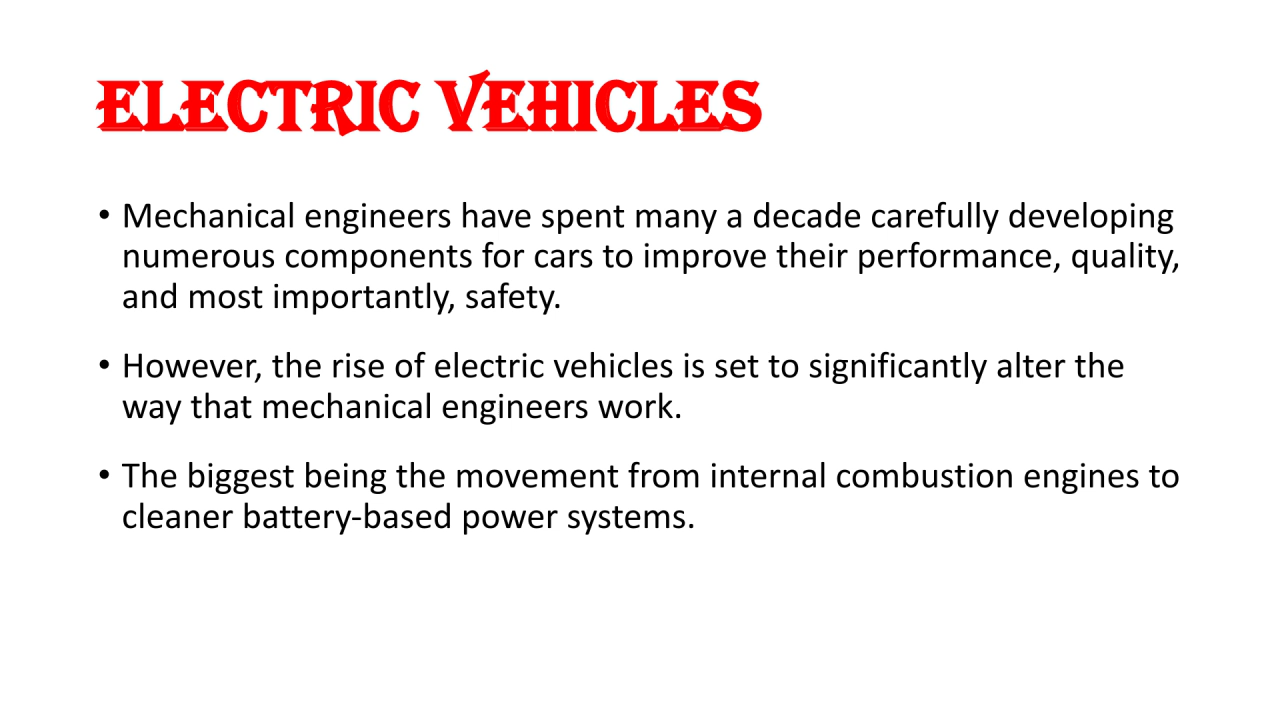 ELECTRIC VEHICLES
• Mechanical engineers have spent many a decade carefully developing
numerous components for cars to improve their performance, quality,
and most importantly, safety.
• However, the rise of electric vehicles is set to significantly alter the
way that mechanical engineers work.
• The biggest being the movement from internal combustion engines to
cleaner battery-based power systems.